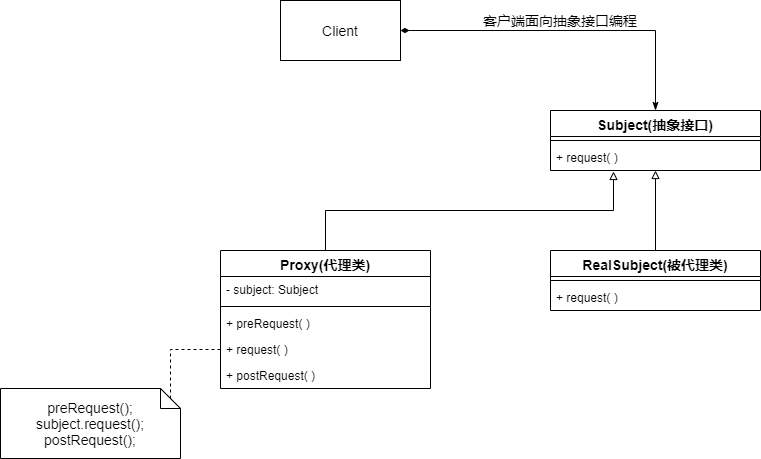 Client
客户端面向抽象接口编程
Subject(抽象接口)
+ request( )
Proxy(代理类)
- subject: Subject
+ preRequest( )
+ request( )
+ postRequest( )
RealSubject(被代理类)
+ request( )
preRequest();
subject.request();
postRequest();